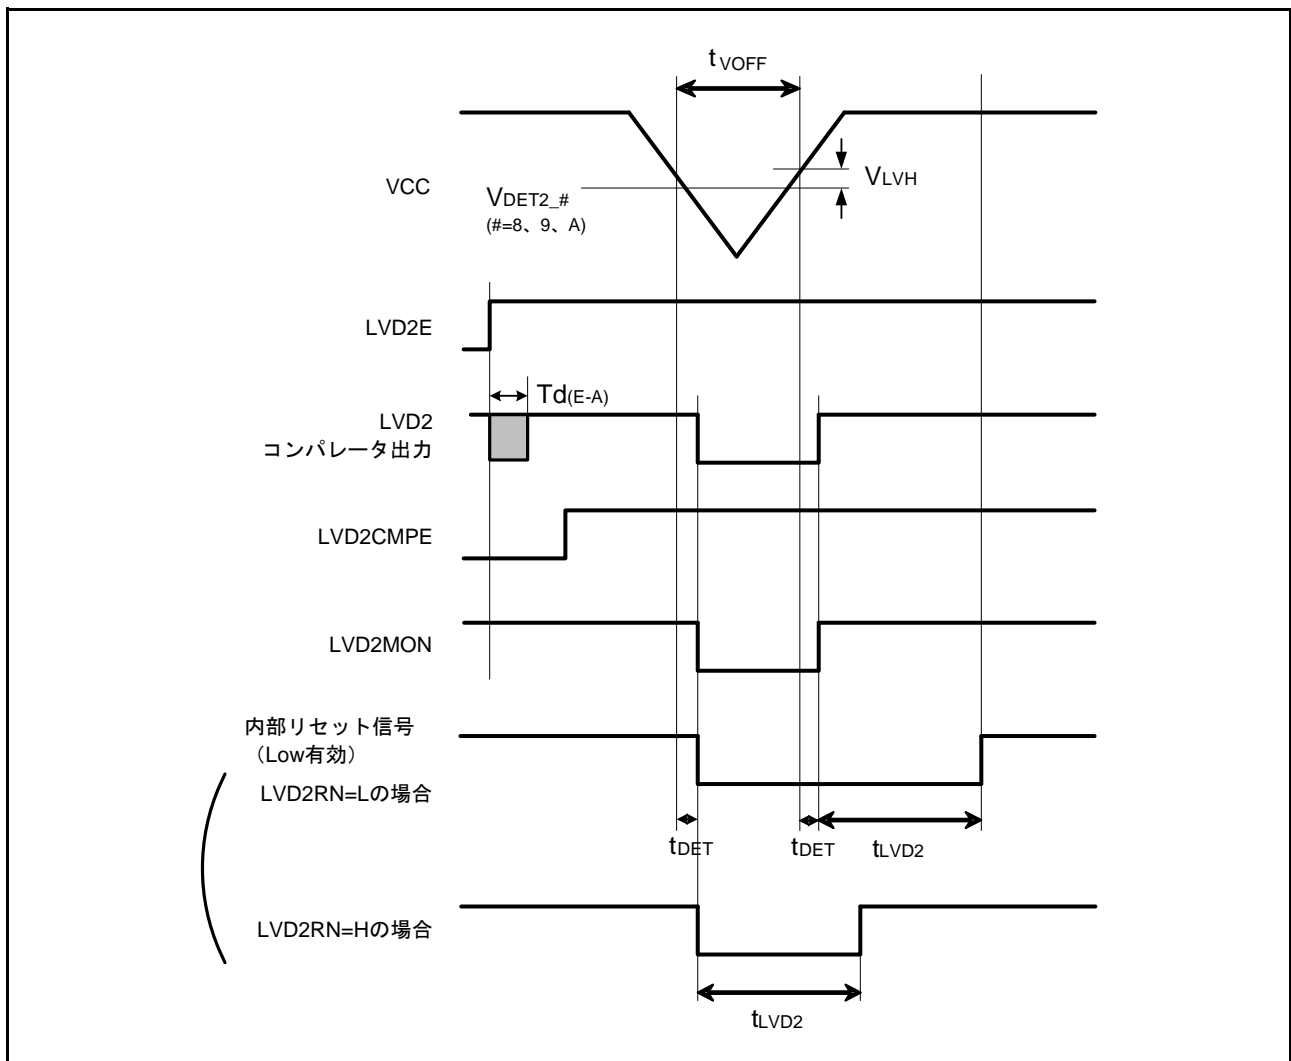 tVOFF
VCC
VDET2_#
(#=8、9、A)
VLVH
LVD2E
Td(E-A)
LVD2
コンパレータ出力
LVD2CMPE
LVD2MON
内部リセット信号
（Low有効）
LVD2RN=Lの場合
tDET
tDET
tLVD2
LVD2RN=Hの場合
tLVD2